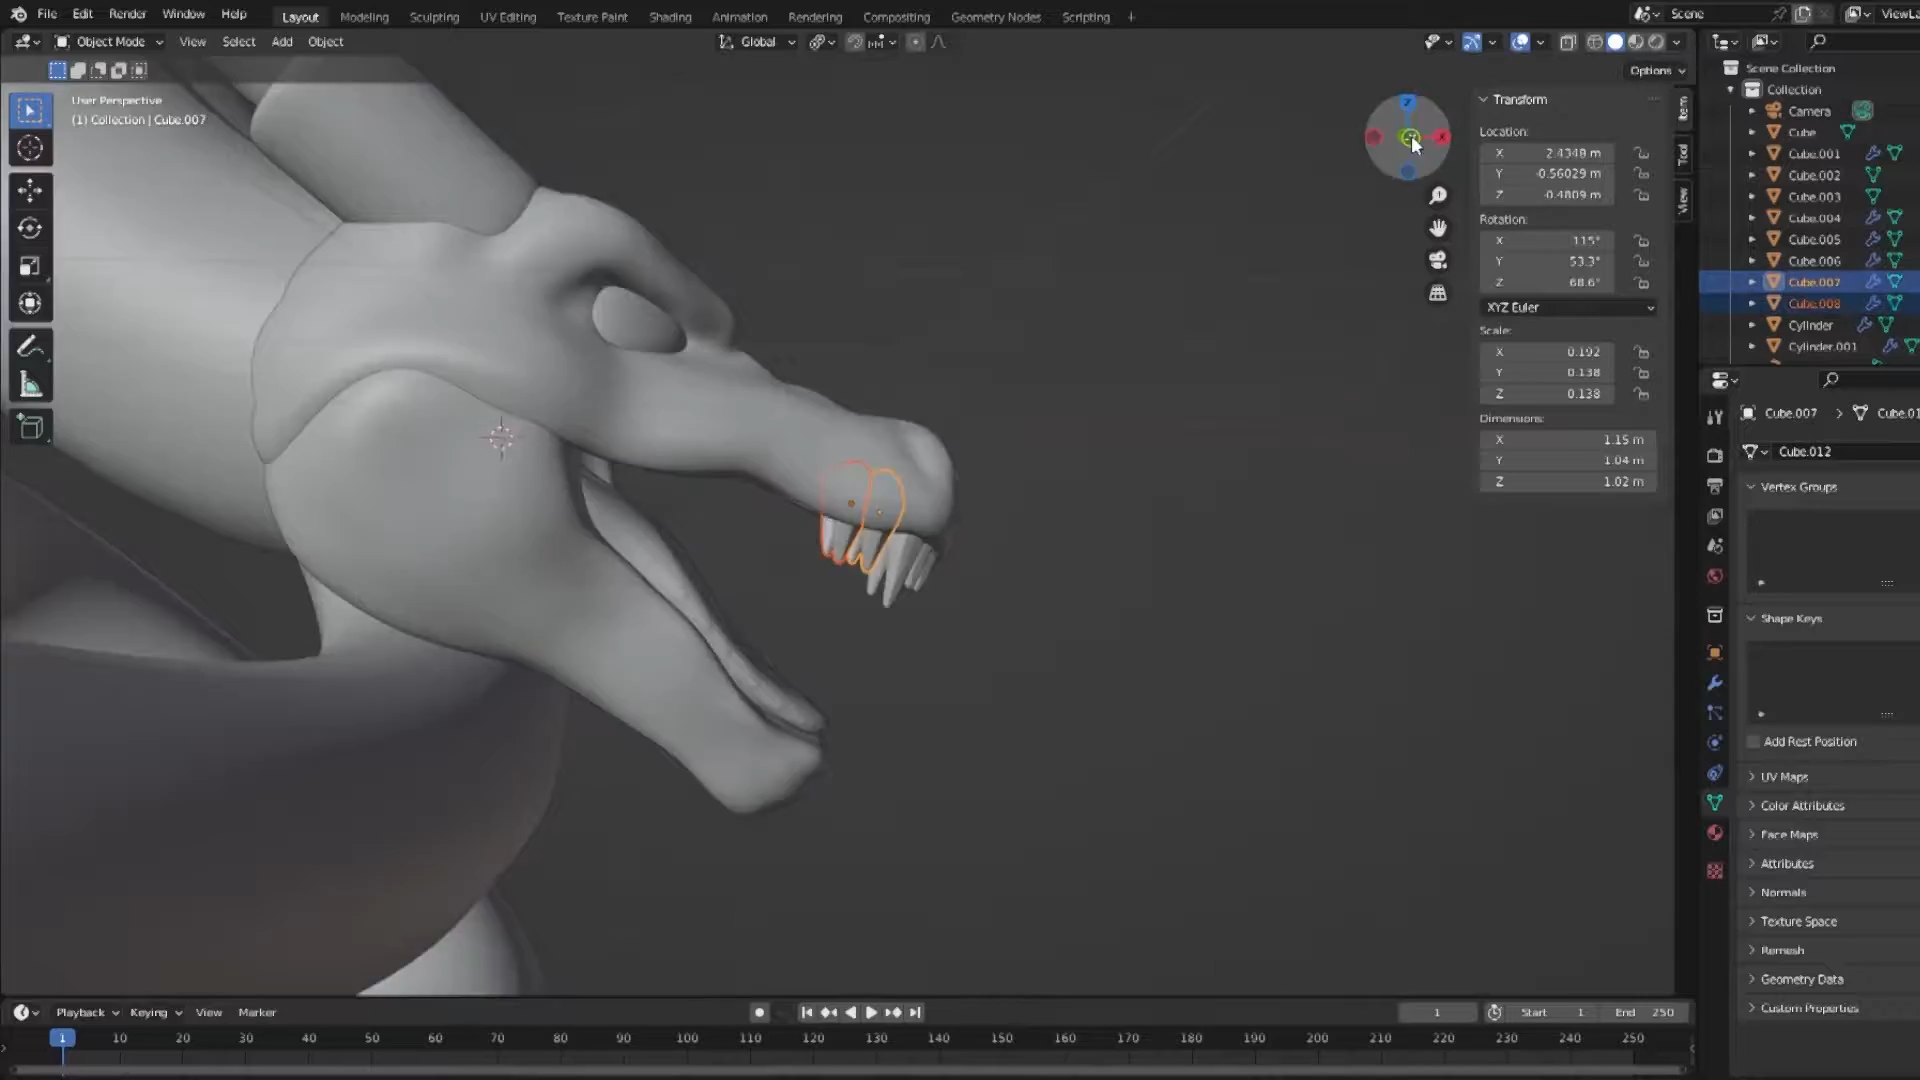 File Edit Render Window Help Layout Modeling Sculpting UV Editing Texture Paint Shading Animation Rendering Compositing Geometry Nodes Scripting + Scene
Object Mode View Select Add Object Global
Options
User Perspective
(1) Collection | Cube.007
Transform
Location:
X 2.4348 m
Y -0.56029 m
Z -0.4809 m
Rotation:
X 115°
Y 53.3°
Z 68.6°
XYZ Euler
Scale:
X 0.192
Y 0.138
Z 0.138
Dimensions:
X 1.15 m
Y 1.04 m
Z 1.02 m
Item
Tool
View
Z
X
Scene Collection
Collection
Camera
Cube
Cube.001
Cube.002
Cube.003
Cube.004
Cube.005
Cube.006
Cube.007
Cube.008
Cylinder
Cylinder.001
Cube.007 >
Cube.012
Vertex Groups
Shape Keys
Add Rest Position
UV Maps
Color Attributes
Face Maps
Attributes
Normals
Texture Space
Remesh
Geometry Data
Custom Properties
Playback Keying View Marker 1 Start 1 End 250
1 10 20 30 40 50 60 70 80 90 100 110 120 130 140 150 160 170 180 190 200 210 220 230 240 250